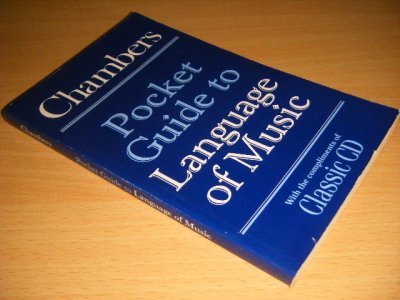 Chambers
Pocket
Guide to
Language
of Music
With the compliments of
Classic CD
Chambers Pocket Guide to Language of Music